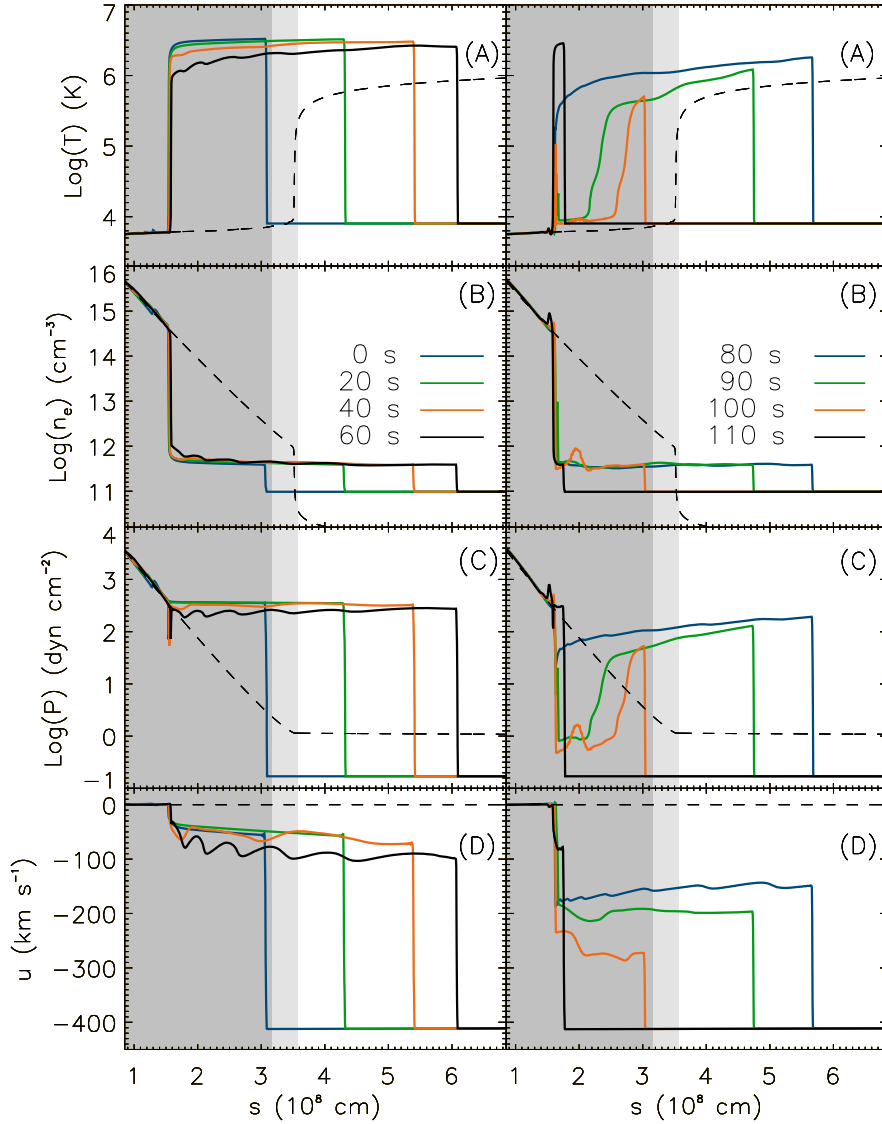 7
6
5
4
3
Log(T) (K)
(A)
(A)
16
15
14
13
12
11
Log(nₑ) (cm⁻³)
(B)
(B)
0 s
20 s
40 s
60 s
80 s
90 s
100 s
110 s
4
3
2
1
0
−1
Log(P) (dyn cm⁻²)
(C)
(C)
0
−100
−200
−300
−400
u (km s⁻¹)
(D)
(D)
1 2 3 4 5 6
1 2 3 4 5 6
s (10⁸ cm)
s (10⁸ cm)